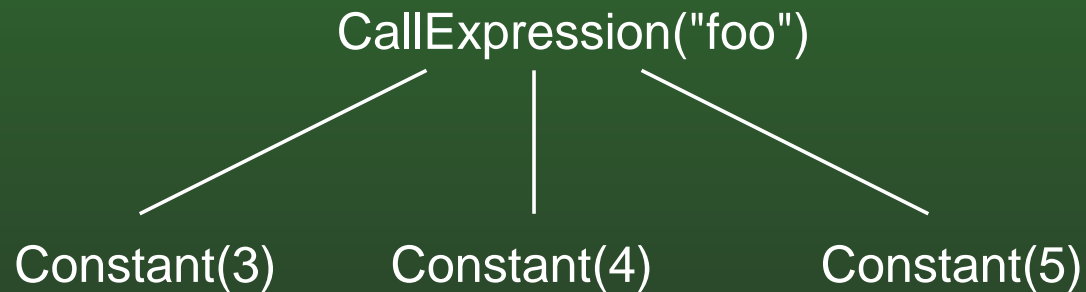 CallExpression("foo")
Constant(3) Constant(4) Constant(5)